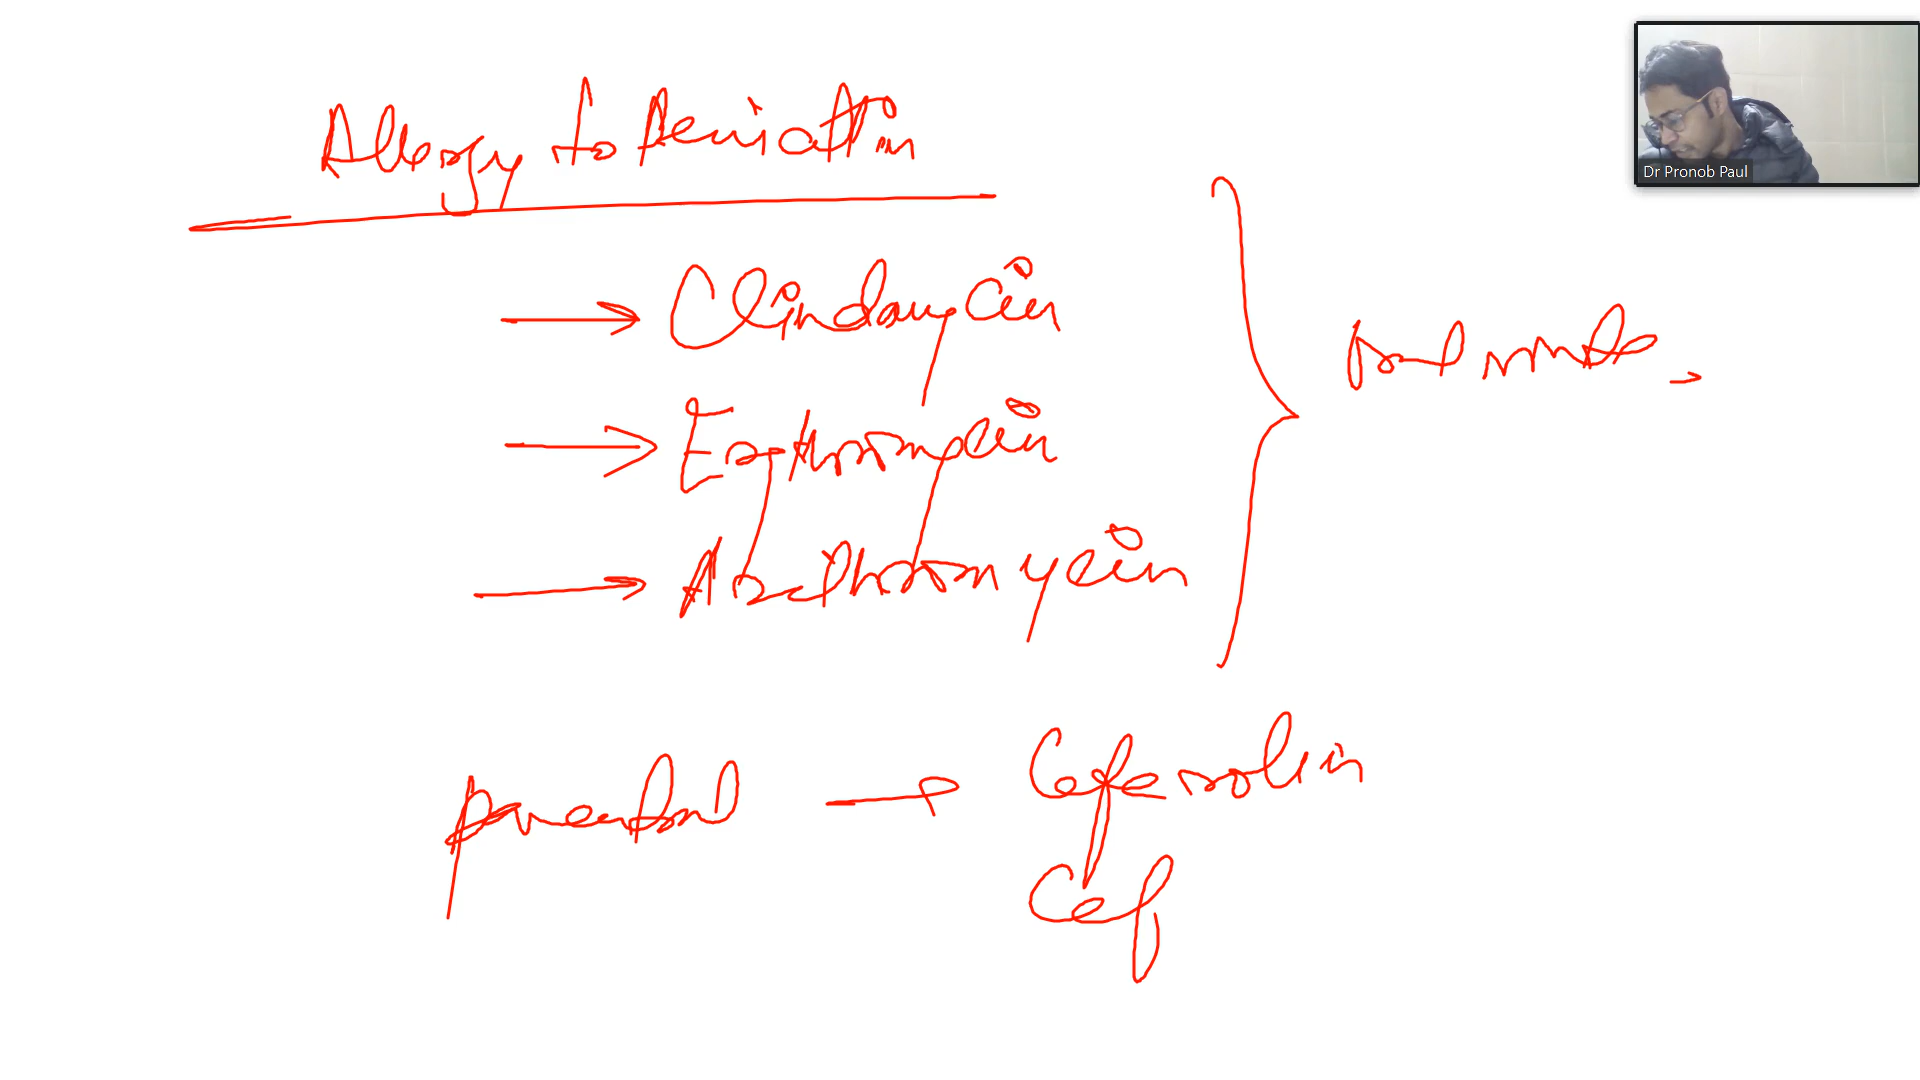 Allergy to Penicillin
→ Clindamycin
→ Erythromycin
→ Azithromycin
→
→ Cefazolin
Cef
Dr Pronob Paul